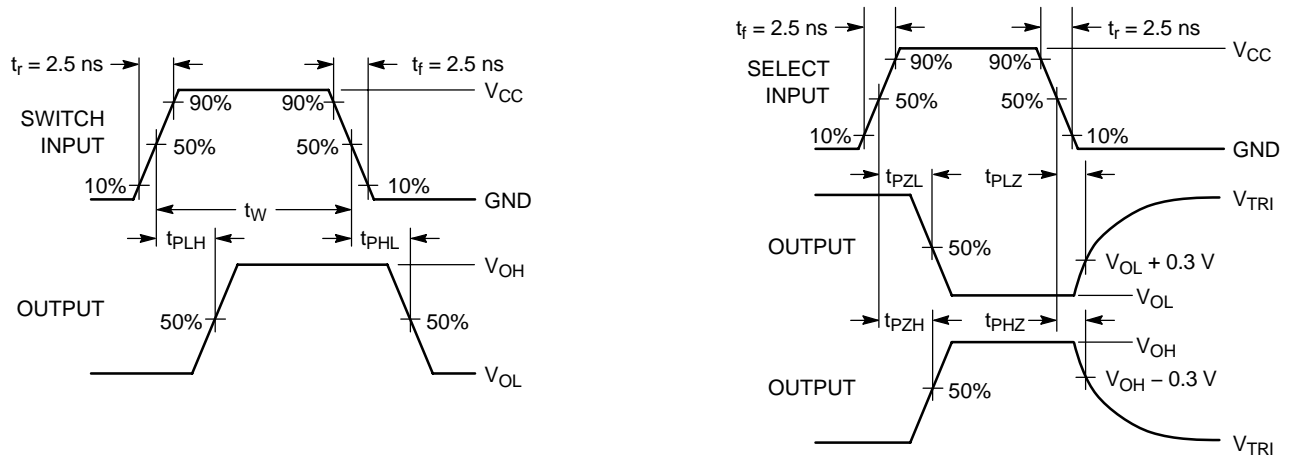 tr = 2.5 ns
tf = 2.5 ns
VCC
90%
90%
SWITCH
INPUT
50%
50%
10%
10%
GND
tW
tPLH
tPHL
VOH
OUTPUT
50%
50%
VOL
tf = 2.5 ns
tr = 2.5 ns
VCC
SELECT
INPUT
90%
90%
50%
50%
10%
10%
GND
tPZL
tPLZ
VTRI
OUTPUT
50%
VOL + 0.3 V
VOL
tPZH
tPHZ
VOH
OUTPUT
50%
VOH – 0.3 V
VTRI